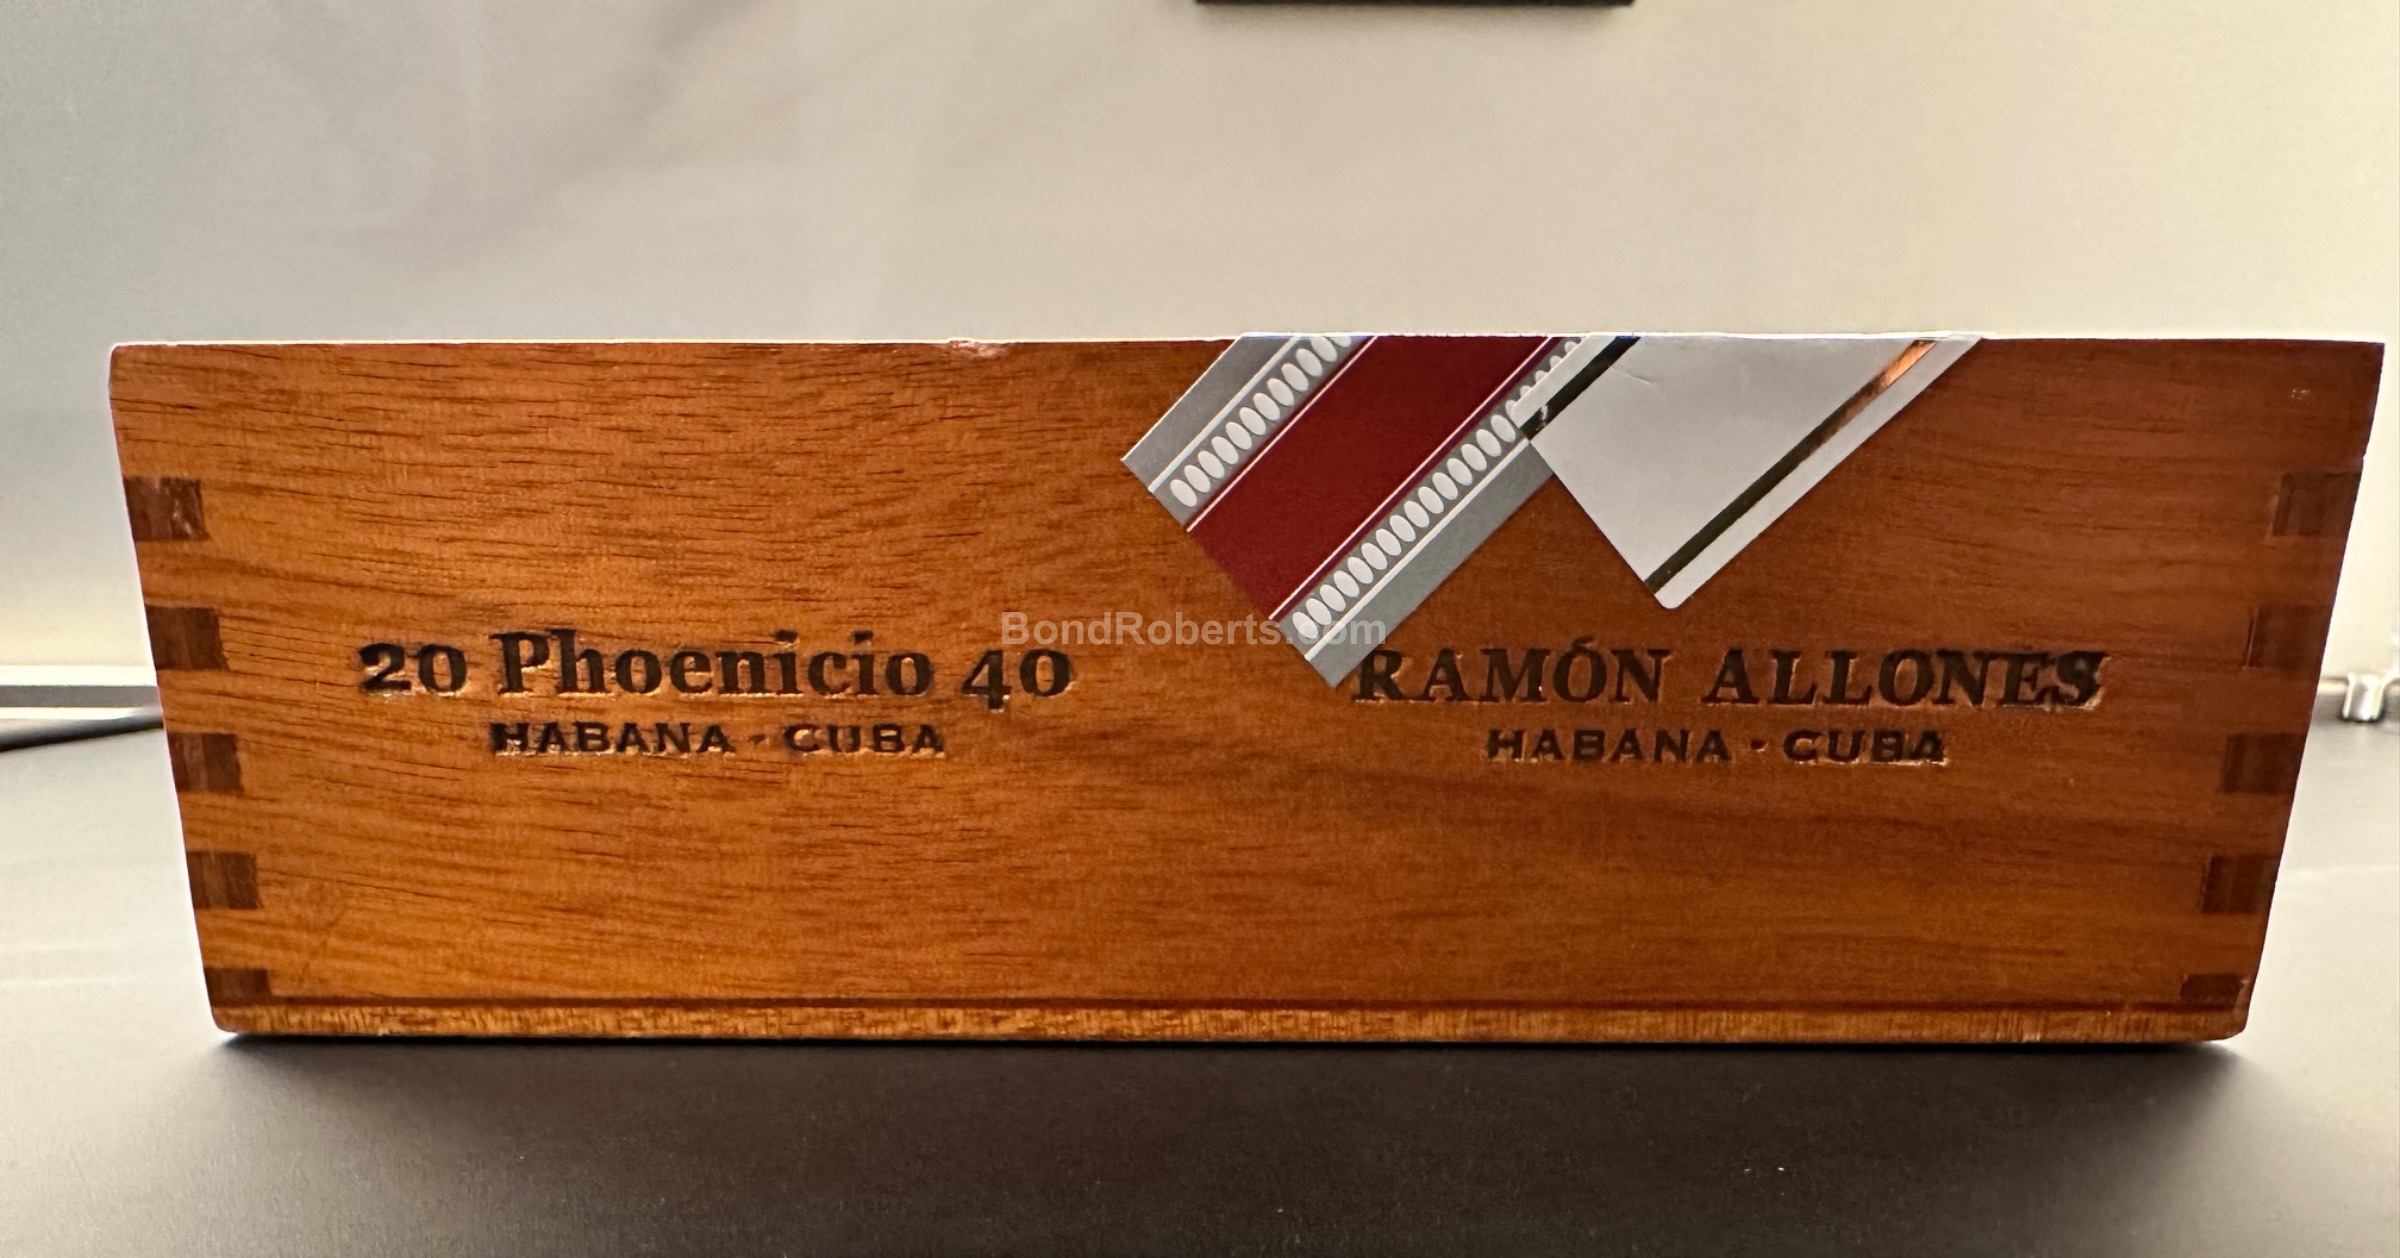 20 Phoenicio 40
HABANA · CUBA
BondRoberts.com
RAMÓN ALLONES
HABANA · CUBA